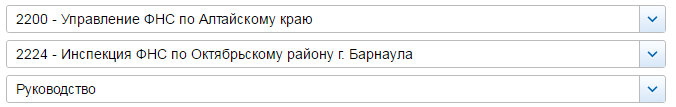 2200 - Управление ФНС по Алтайскому краю
2224 - Инспекция ФНС по Октябрьскому району г. Барнаула
Руководство